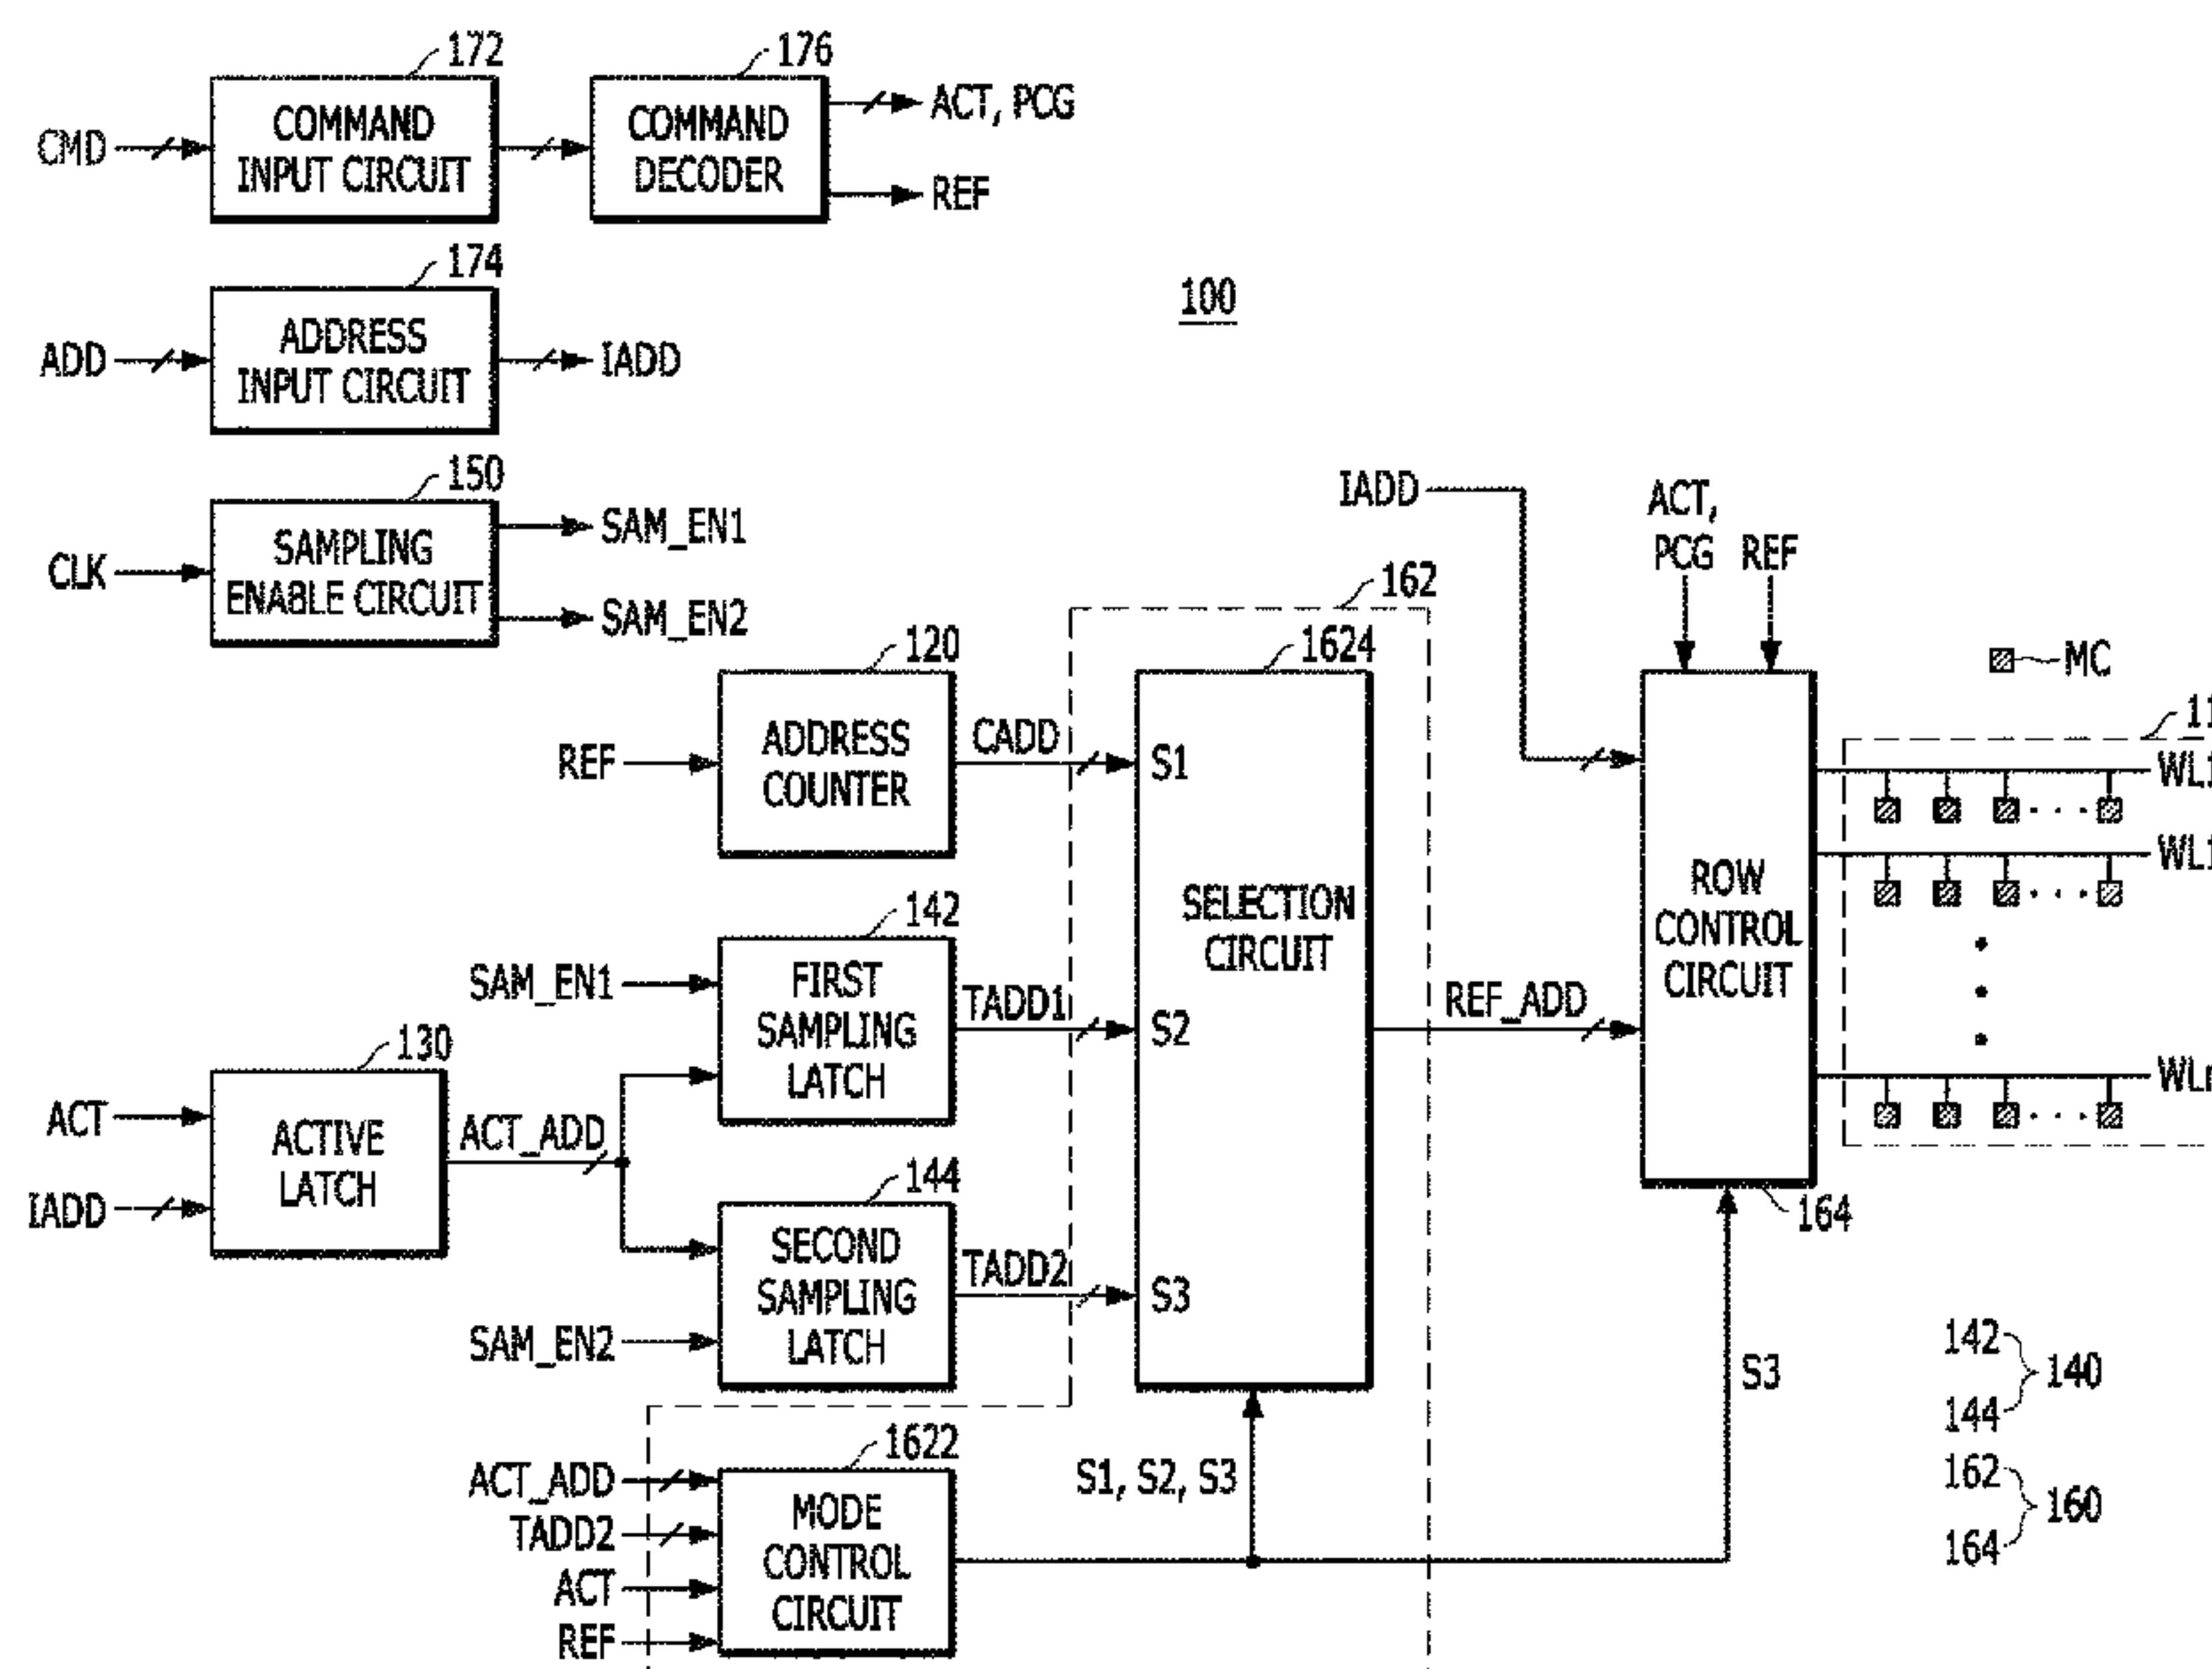 172
176
COMMAND
INPUT CIRCUIT
COMMAND
DECODER
CMD
ACT, PCG
REF
174
ADDRESS
INPUT CIRCUIT
ADD
IADD
100
150
SAMPLING
ENABLE CIRCUIT
CLK
SAM_EN1
SAM_EN2
IADD
ACT,
PCG
REF
162
120
1624
MC
ADDRESS
COUNTER
REF
CADD
S1
142
FIRST
SAMPLING
LATCH
SAM_EN1
TADD1
S2
SELECTION
CIRCUIT
REF_ADD
ROW
CONTROL
CIRCUIT
130
ACT
IADD
ACTIVE
LATCH
ACT_ADD
144
SECOND
SAMPLING
LATCH
SAM_EN2
TADD2
S3
164
1622
ACT_ADD
TADD2
ACT
REF
MODE
CONTROL
CIRCUIT
S1, S2, S3
S3
142
144
140
162
164
160